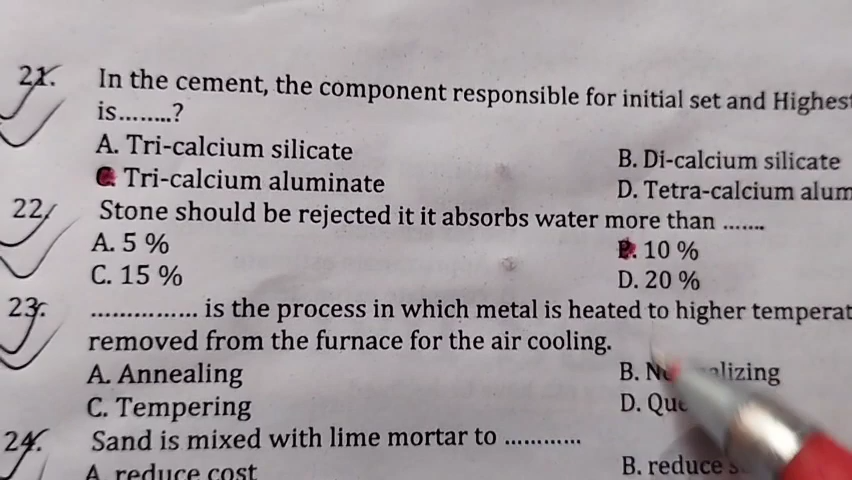 21. In the cement, the component responsible for initial set and Highest
is........?
A. Tri-calcium silicate
B. Di-calcium silicate
C. Tri-calcium aluminate
D. Tetra-calcium alum
22. Stone should be rejected it it absorbs water more than .......
A. 5 %
B. 10 %
C. 15 %
D. 20 %
23. ................ is the process in which metal is heated to higher temperat
removed from the furnace for the air cooling.
A. Annealing
B.
C. Tempering
D.
24. Sand is mixed with lime mortar to ............
A. reduce cost
B. reduce